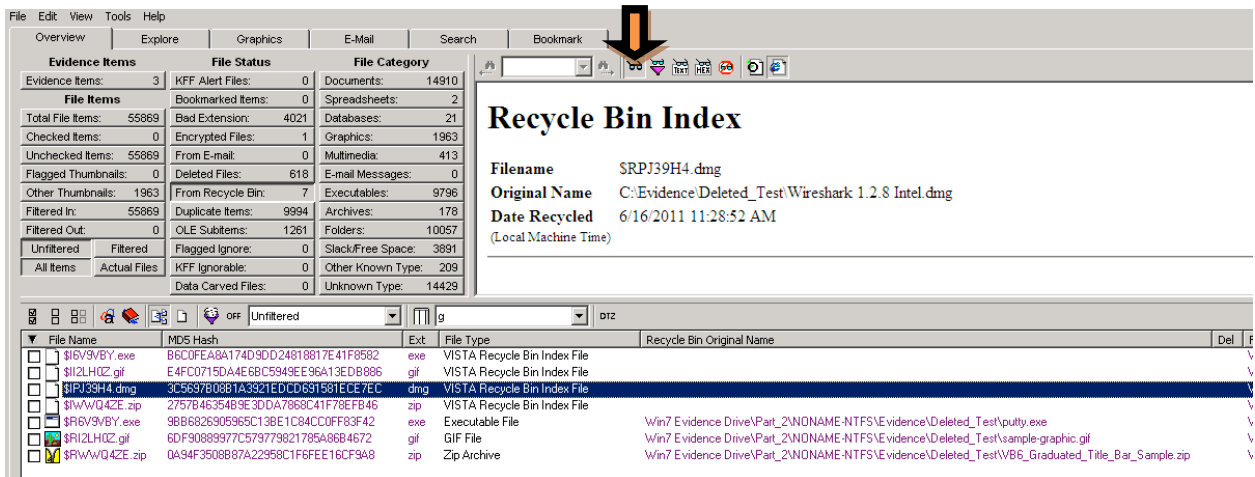 File Edit View Tools Help
Overview Explore Graphics E-Mail Search Bookmark
Evidence Items
Evidence Items: 3
File Items
Total File Items: 55869
Checked Items: 0
Unchecked Items: 55869
Flagged Thumbnails: 0
Other Thumbnails: 1963
Filtered In: 55869
Filtered Out: 0
Unfiltered Filtered
All Items Actual Files
File Status
KFF Alert Files: 0
Bookmarked Items: 0
Bad Extension: 4021
Encrypted Files: 1
From E-mail: 0
Deleted Files: 618
From Recycle Bin: 7
Duplicate Items: 9994
OLE Subitems: 1261
Flagged Ignore: 0
KFF Ignorable: 0
Data Carved Files: 0
File Category
Documents: 14910
Spreadsheets: 2
Databases: 21
Graphics: 1963
Multimedia: 413
E-mail Messages: 0
Executables: 9796
Archives: 178
Folders: 10057
Slack/Free Space: 3891
Other Known Type: 209
Unknown Type: 14429
TEXT HEX
Recycle Bin Index
Filename $RPJ39H4.dmg
Original Name C:\Evidence\Deleted_Test\Wireshark 1.2.8 Intel.dmg
Date Recycled 6/16/2011 11:28:52 AM
(Local Machine Time)
OFF Unfiltered g DTZ
File Name MD5 Hash Ext File Type Recycle Bin Original Name Del F
$I6V9VBY.exe B6C0FEA8A174D9DD24818817E41F8582 exe VISTA Recycle Bin Index File
$II2LH0Z.gif E4FC0715DA4E6BC5949EE96A13EDB886 gif VISTA Recycle Bin Index File
$IPJ39H4.dmg 3C5697B08B1A3921EDCD691581ECE7EC dmg VISTA Recycle Bin Index File
$IWWQ4ZE.zip 2757B46354B9E3DDA7868C41F78EFB46 zip VISTA Recycle Bin Index File
$R6V9VBY.exe 9BB6826905965C13BE1C84CC0FF83F42 exe Executable File Win7 Evidence Drive\Part_2\NONAME-NTFS\Evidence\Deleted_Test\putty.exe
$RI2LH0Z.gif 6DF90889977C579779821785A86B4672 gif GIF File Win7 Evidence Drive\Part_2\NONAME-NTFS\Evidence\Deleted_Test\sample-graphic.gif
$RWWQ4ZE.zip 0A94F3508B87A22958C1F6FEE16CF9A8 zip Zip Archive Win7 Evidence Drive\Part_2\NONAME-NTFS\Evidence\Deleted_Test\VB6_Graduated_Title_Bar_Sample.zip